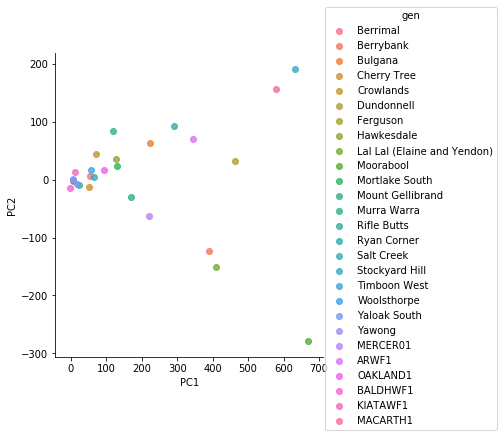 gen
Berrimal
Berrybank
Bulgana
Cherry Tree
Crowlands
Dundonnell
Ferguson
Hawkesdale
Lal Lal (Elaine and Yendon)
Moorabool
Mortlake South
Mount Gellibrand
Murra Warra
Rifle Butts
Ryan Corner
Salt Creek
Stockyard Hill
Timboon West
Woolsthorpe
Yaloak South
Yawong
MERCER01
ARWF1
OAKLAND1
BALDHWF1
KIATAWF1
MACARTH1
200
100
0
−100
−200
−300
PC2
0 100 200 300 400 500 600 700
PC1